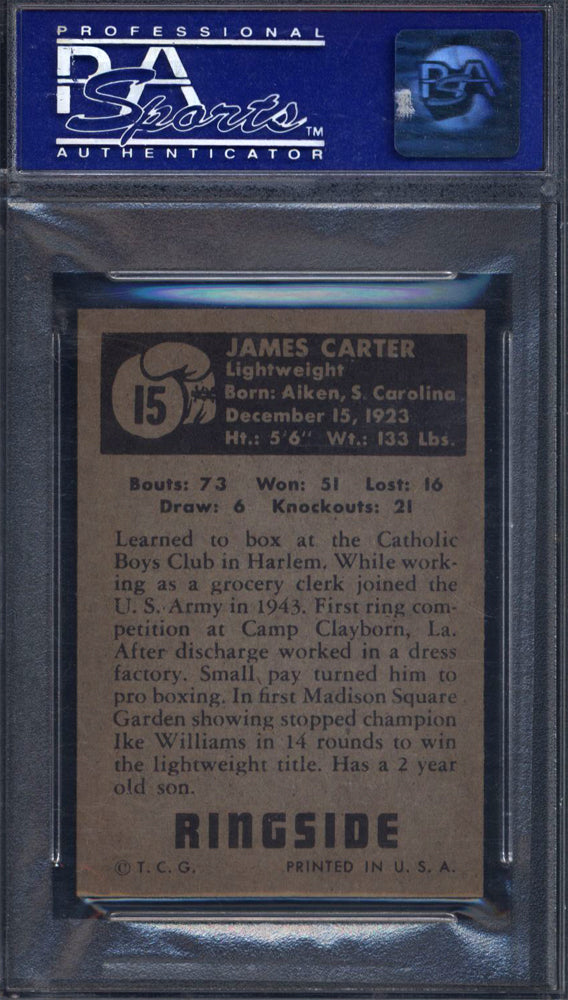 PROFESSIONAL
PSA
Sports™
AUTHENTICATOR
PSA
15
JAMES CARTER
Lightweight
Born: Aiken, S. Carolina
December 15, 1923
Ht.: 5'6" Wt.: 133 Lbs.
Bouts: 73 Won: 51 Lost: 16
Draw: 6 Knockouts: 21
Learned to box at the Catholic
Boys Club in Harlem. While work-
ing as a grocery clerk joined the
U. S. Army in 1943. First ring com-
petition at Camp Clayborn, La.
After discharge worked in a dress
factory. Small pay turned him to
pro boxing. In first Madison Square
Garden showing stopped champion
Ike Williams in 14 rounds to win
the lightweight title. Has a 2 year
old son.
RINGSIDE
© T. C. G. PRINTED IN U. S. A.